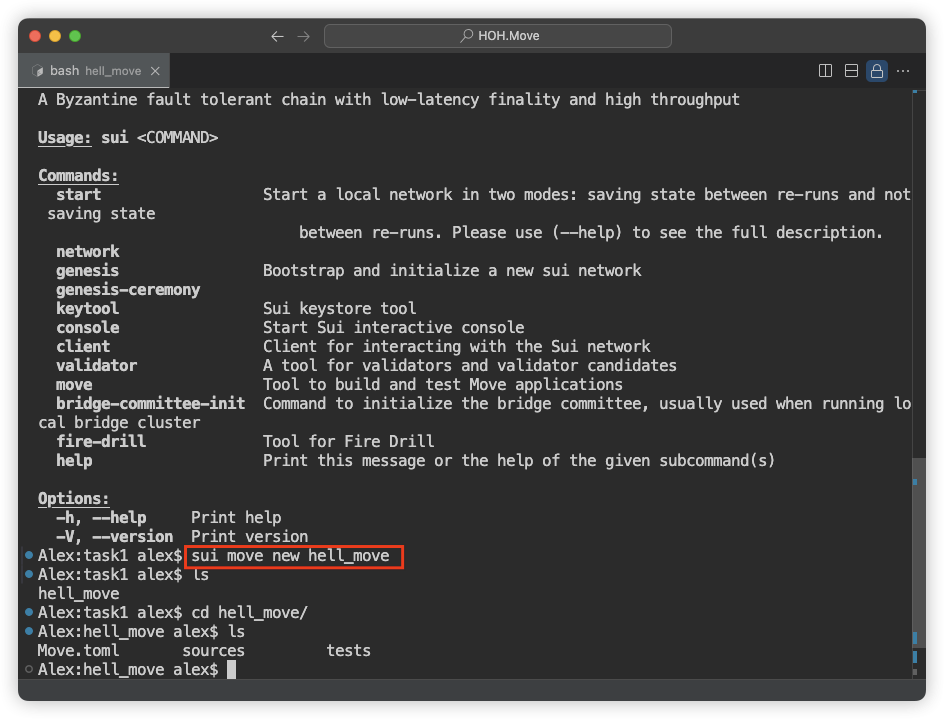 HOH.Move
bash hell_move
A Byzantine fault tolerant chain with low-latency finality and high throughput
Usage: sui <COMMAND>
Commands:
start Start a local network in two modes: saving state between re-runs and not
saving state
between re-runs. Please use (--help) to see the full description.
network
genesis Bootstrap and initialize a new sui network
genesis-ceremony
keytool Sui keystore tool
console Start Sui interactive console
client Client for interacting with the Sui network
validator A tool for validators and validator candidates
move Tool to build and test Move applications
bridge-committee-init Command to initialize the bridge committee, usually used when running lo
cal bridge cluster
fire-drill Tool for Fire Drill
help Print this message or the help of the given subcommand(s)
Options:
-h, --help Print help
-V, --version Print version
Alex:task1 alex$ sui move new hell_move
Alex:task1 alex$ ls
hell_move
Alex:task1 alex$ cd hell_move/
Alex:hell_move alex$ ls
Move.toml sources tests
Alex:hell_move alex$